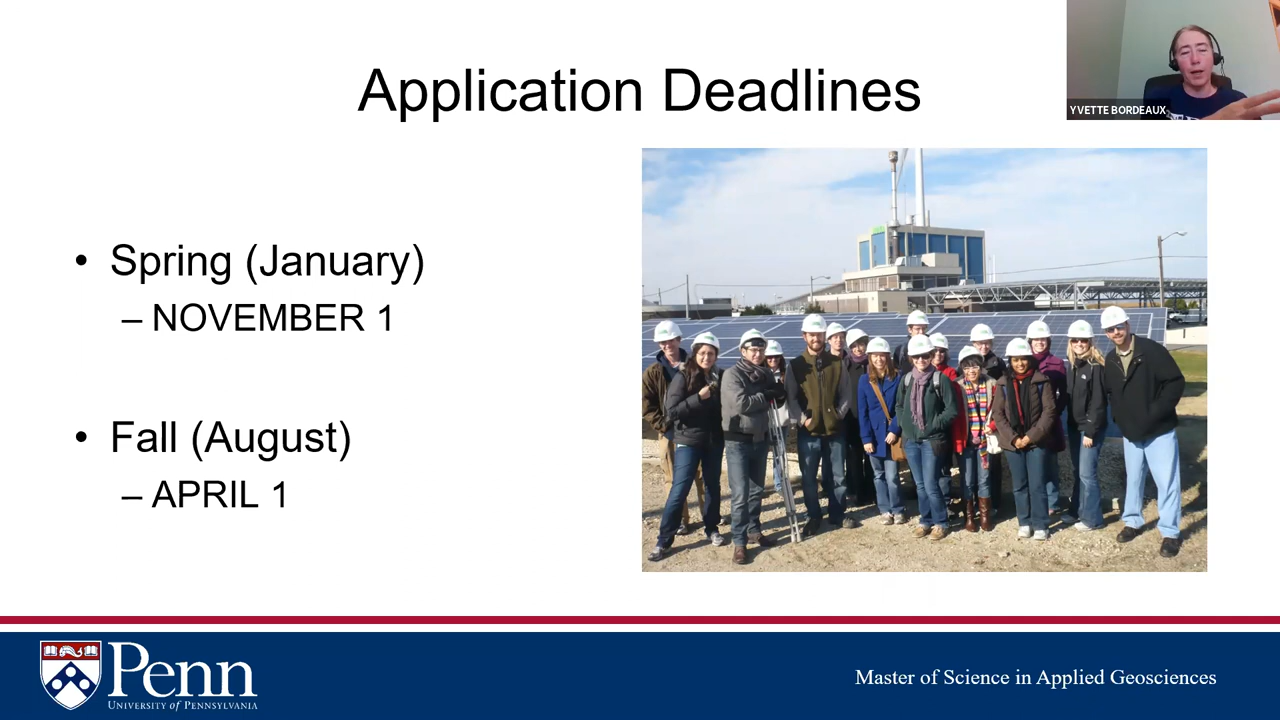 Application Deadlines
YVETTE BORDEAUX
• Spring (January)
– NOVEMBER 1
• Fall (August)
– APRIL 1
Penn
UNIVERSITY of PENNSYLVANIA
Master of Science in Applied Geosciences